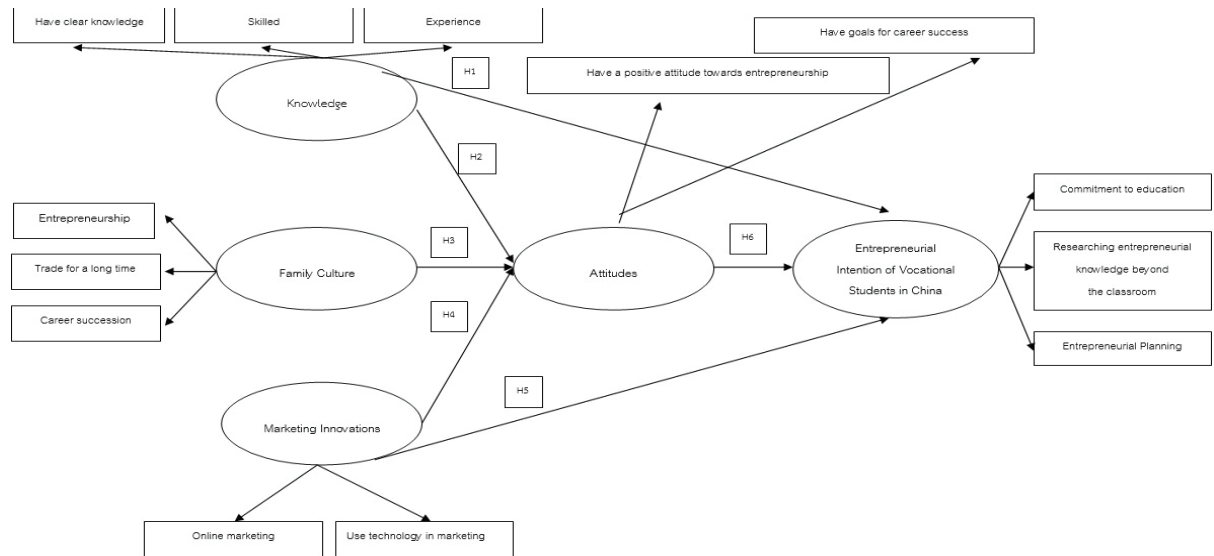 Have clear knowledge
Skilled
Experience
Have goals for career success
Have a positive attitude towards entrepreneurship
H1
Knowledge
H2
Commitment to education
Entrepreneurship
H3
H6
Entrepreneurial
Intention of Vocational
Students in China
Researching entrepreneurial
knowledge beyond
the classroom
Trade for a long time
Family Culture
Attitudes
Career succession
H4
Entrepreneurial Planning
H5
Marketing Innovations
Online marketing
Use technology in marketing